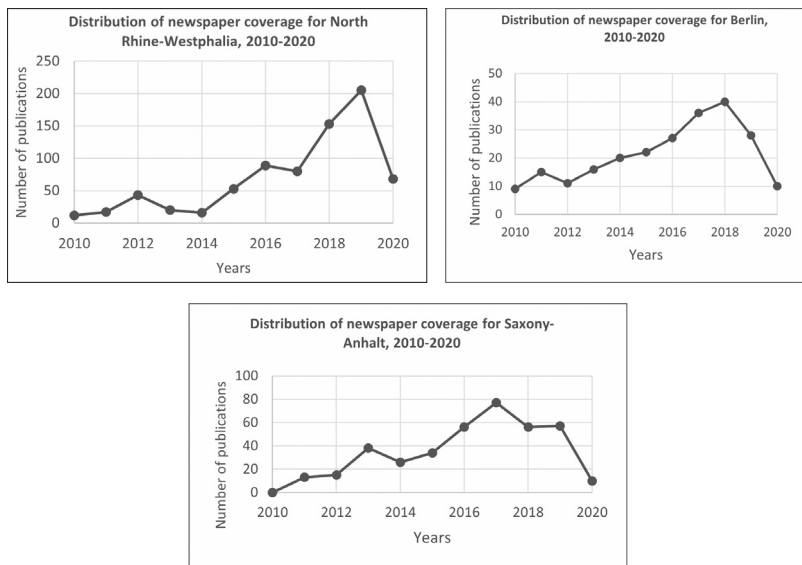 Distribution of newspaper coverage for North
Rhine-Westphalia, 2010-2020
Number of publications
250
200
150
100
50
0
2010 2012 2014 2016 2018 2020
Years
Distribution of newspaper coverage for Berlin,
2010-2020
Number of publications
50
40
30
20
10
0
2010 2012 2014 2016 2018 2020
Years
Distribution of newspaper coverage for Saxony-
Anhalt, 2010-2020
Number of publications
100
80
60
40
20
0
2010 2012 2014 2016 2018 2020
Years